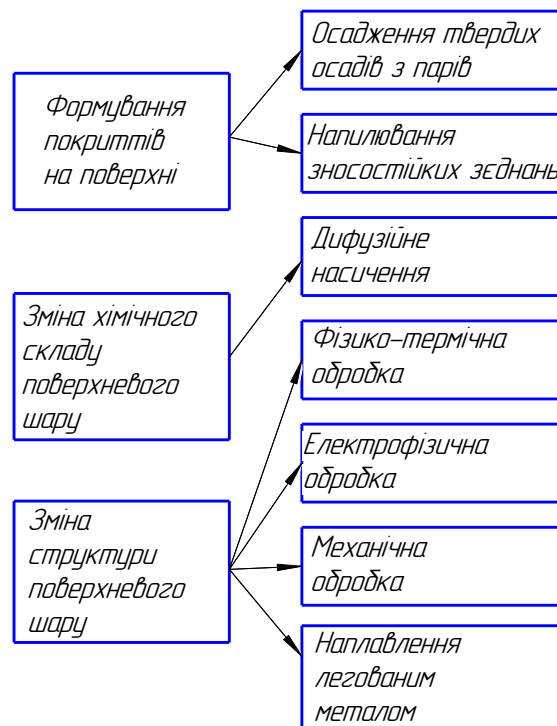 Формування
покриттів
на поверхні
Осадження твердих
осадів з парів
Напилювання
зносостійких зєднань
Зміна хімічного
складу
поверхневого
шару
Дифузійне
насичення
Зміна
структури
поверхневого
шару
Фізико-термічна
обробка
Електрофізична
обробка
Механічна
обробка
Наплавлення
легованим
металом